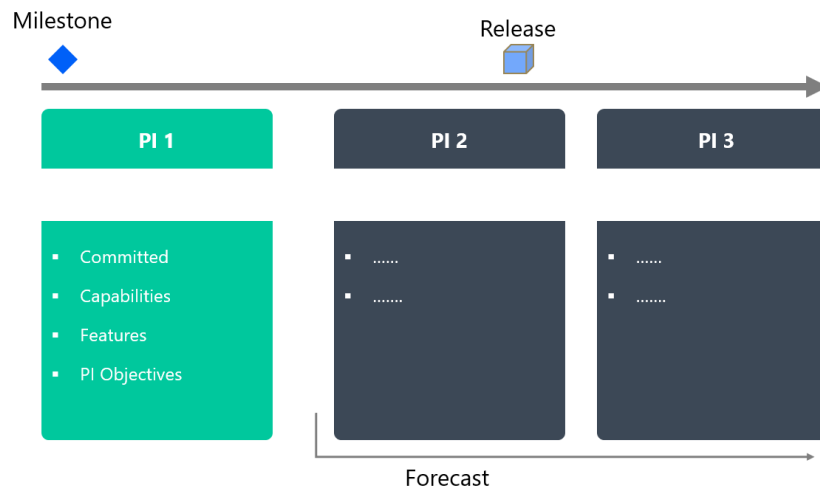 Milestone
Release
PI 1
PI 2
PI 3
▪ Committed
▪ Capabilities
▪ Features
▪ PI Objectives
▪ ......
▪ .......
▪ ......
▪ .......
Forecast